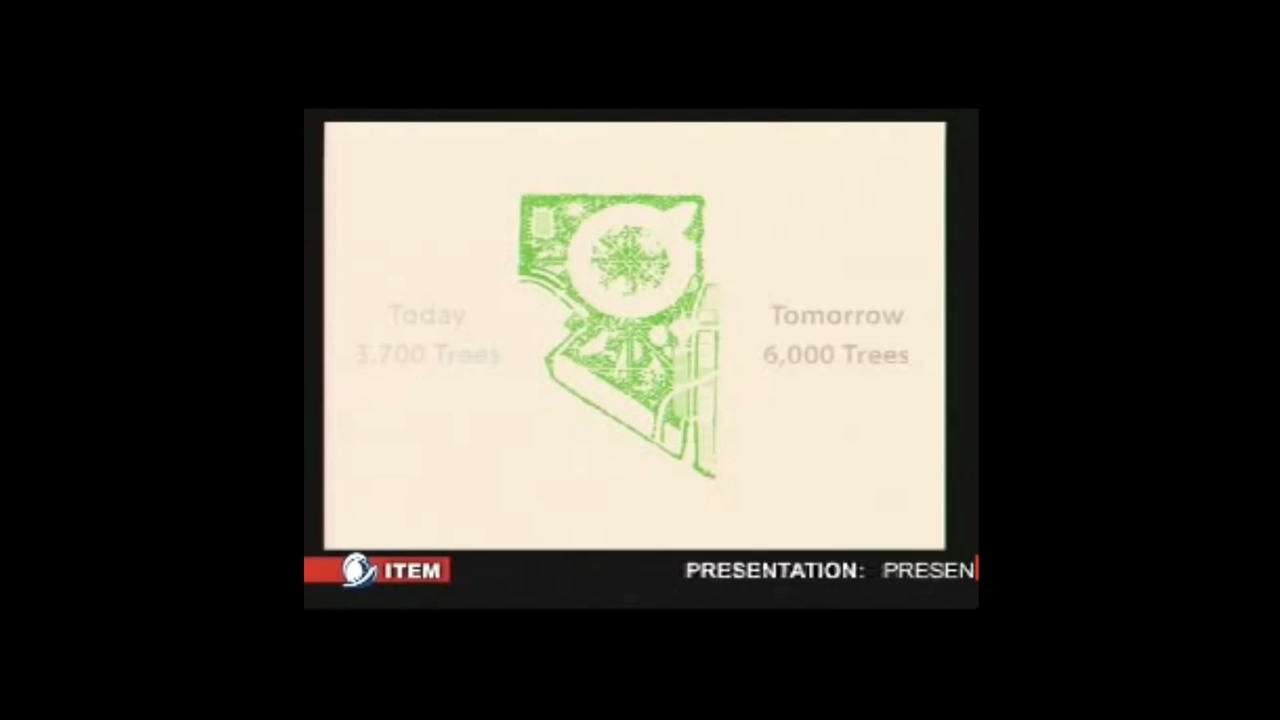 Today
3,700 Trees
Tomorrow
6,000 Trees
ITEM
PRESENTATION: PRESEN